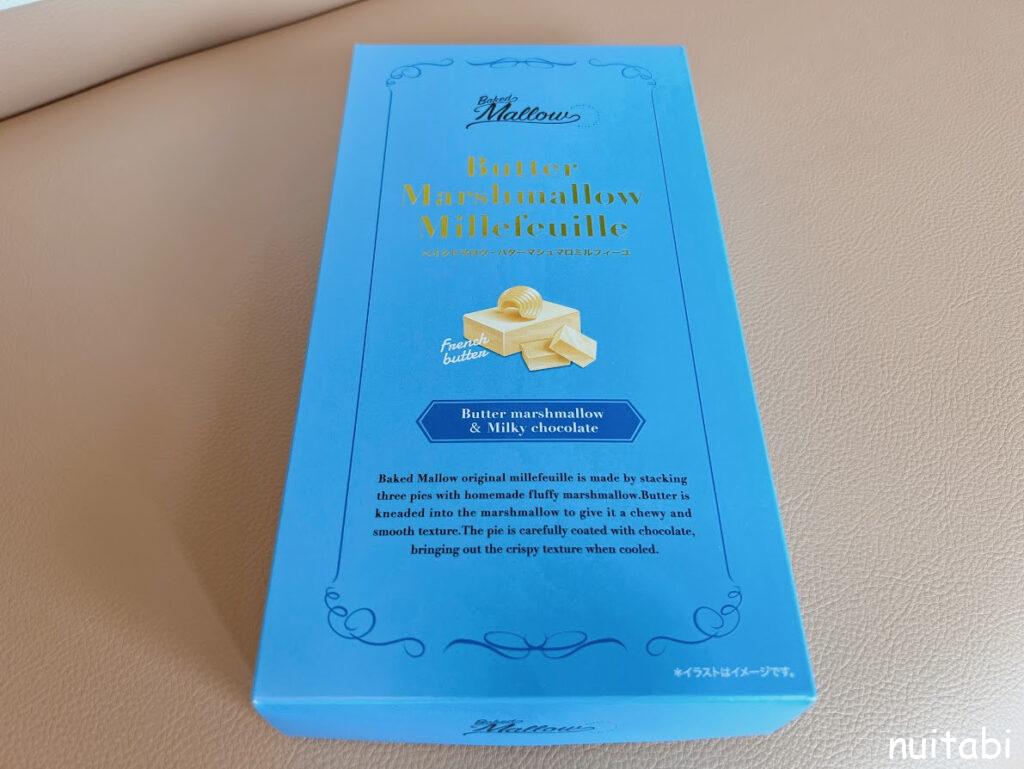 Baked
Mallow
Butter
Marshmallow
Millefeuille
ベイクドマロウ・バターマシュマロミルフィーユ
French
butter
Butter marshmallow
& Milky chocolate
Baked Mallow original millefeuille is made by stacking
three pies with homemade fluffy marshmallow.Butter is
kneaded into the marshmallow to give it a chewy and
smooth texture.The pie is carefully coated with chocolate,
bringing out the crispy texture when cooled.
*イラストはイメージです。
Baked
Mallow
nuitabi